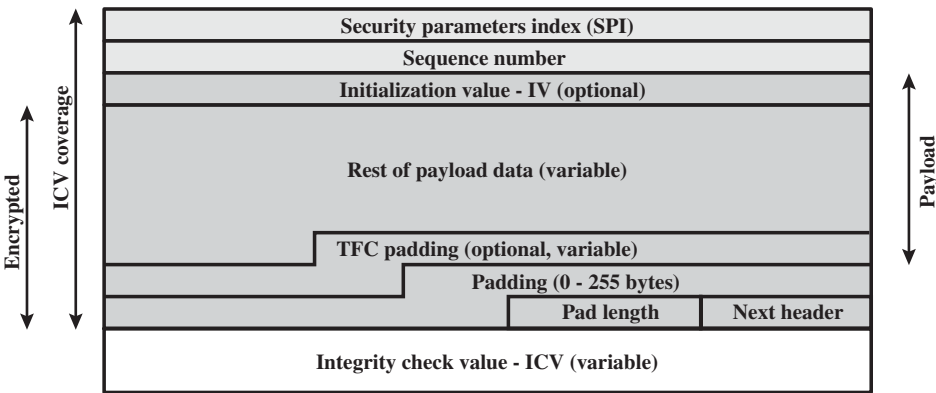 Security parameters index (SPI)
Sequence number
Initialization value - IV (optional)
Rest of payload data (variable)
TFC padding (optional, variable)
Padding (0 - 255 bytes)
Pad length
Next header
Integrity check value - ICV (variable)
Encrypted
ICV coverage
Payload